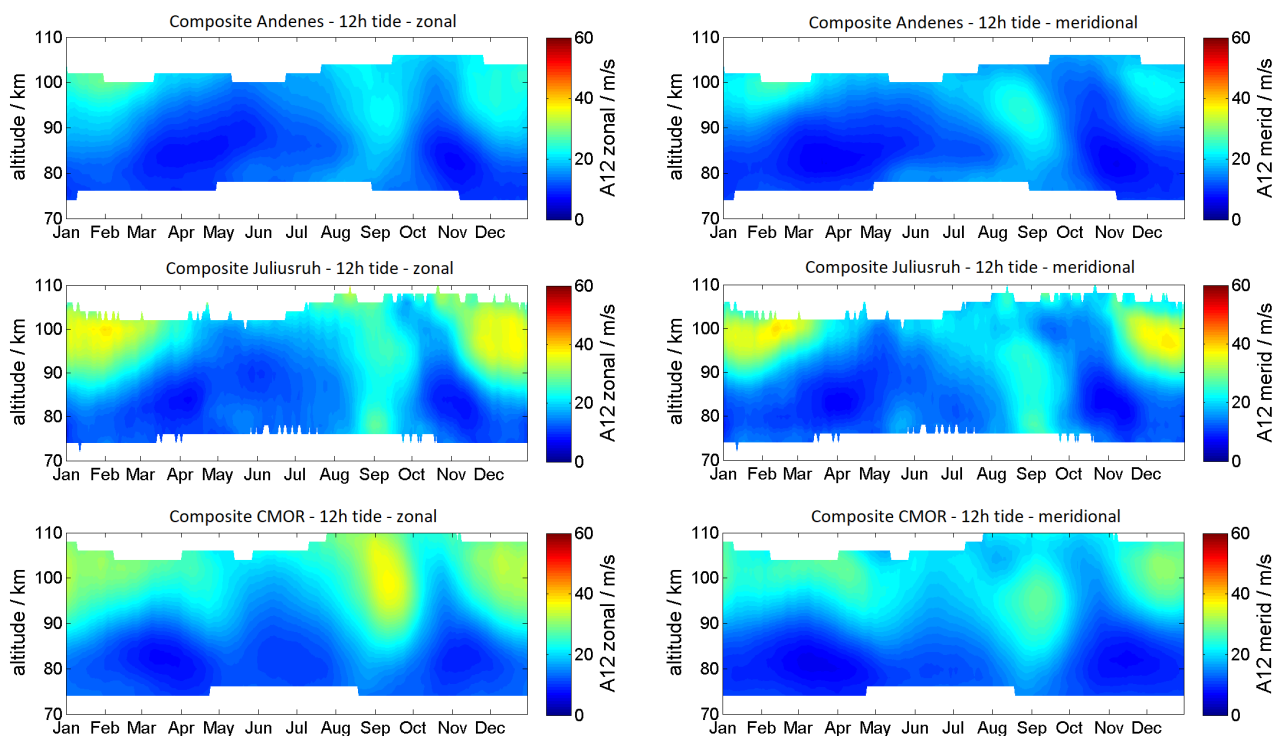 Composite Andenes - 12h tide - zonal
110
100
90
80
70
altitude / km
Jan Feb Mar Apr May Jun Jul Aug Sep Oct Nov Dec
60
40
20
0
A12 zonal / m/s
Composite Andenes - 12h tide - meridional
110
100
90
80
70
altitude / km
Jan Feb Mar Apr May Jun Jul Aug Sep Oct Nov Dec
60
40
20
0
A12 merid / m/s
Composite Juliusruh - 12h tide - zonal
110
100
90
80
70
altitude / km
Jan Feb Mar Apr May Jun Jul Aug Sep Oct Nov Dec
60
40
20
0
A12 zonal / m/s
Composite Juliusruh - 12h tide - meridional
110
100
90
80
70
altitude / km
Jan Feb Mar Apr May Jun Jul Aug Sep Oct Nov Dec
60
40
20
0
A12 merid / m/s
Composite CMOR - 12h tide - zonal
110
100
90
80
70
altitude / km
Jan Feb Mar Apr May Jun Jul Aug Sep Oct Nov Dec
60
40
20
0
A12 zonal / m/s
Composite CMOR - 12h tide - meridional
110
100
90
80
70
altitude / km
Jan Feb Mar Apr May Jun Jul Aug Sep Oct Nov Dec
60
40
20
0
A12 merid / m/s